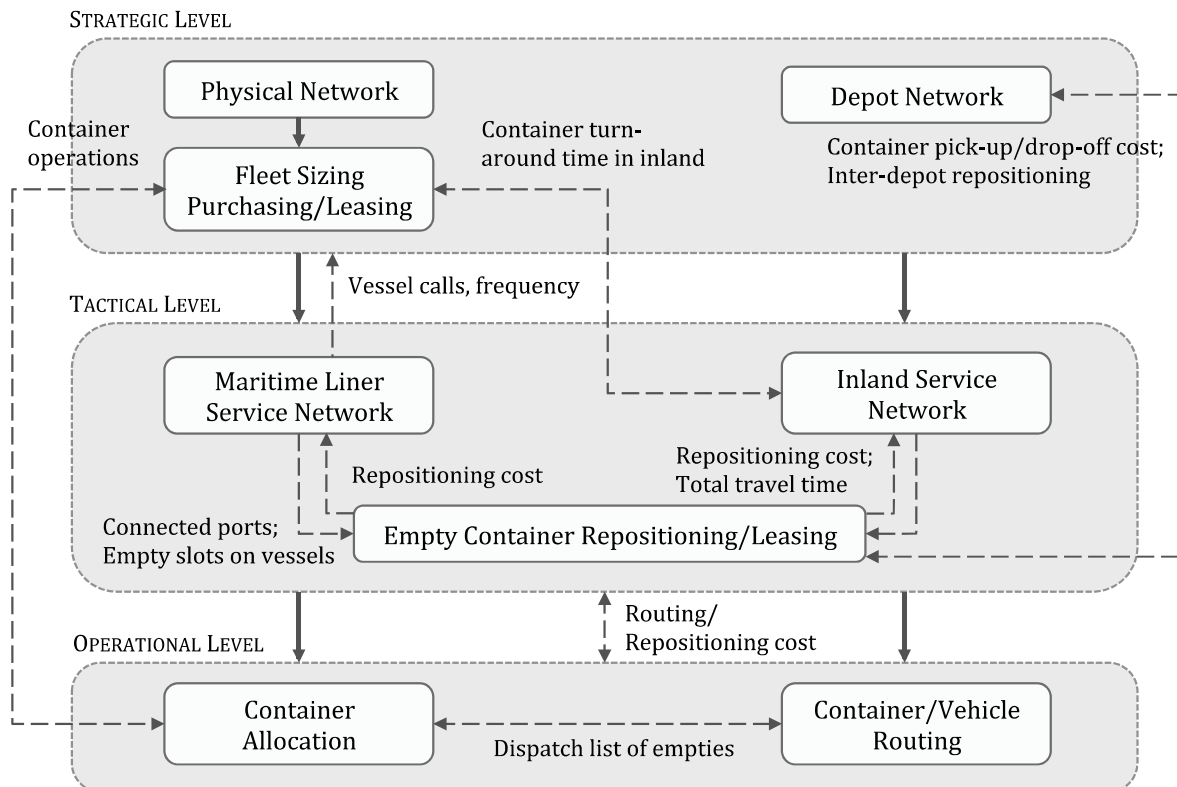 STRATEGIC LEVEL
Physical Network
Depot Network
Container
operations
Container turn-
around time in inland
Container pick-up/drop-off cost;
Inter-depot repositioning
Fleet Sizing
Purchasing/Leasing
Vessel calls, frequency
TACTICAL LEVEL
Maritime Liner
Service Network
Inland Service
Network
Repositioning cost
Repositioning cost;
Total travel time
Connected ports;
Empty slots on vessels
Empty Container Repositioning/Leasing
Routing/
Repositioning cost
OPERATIONAL LEVEL
Container
Allocation
Dispatch list of empties
Container/Vehicle
Routing